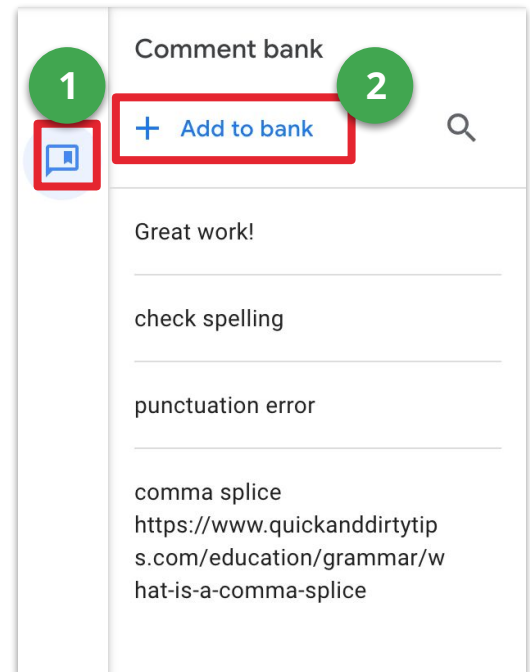 Comment bank
1
2
+ Add to bank
Great work!
check spelling
punctuation error
comma splice
https://www.quickanddirtytip
s.com/education/grammar/w
hat-is-a-comma-splice